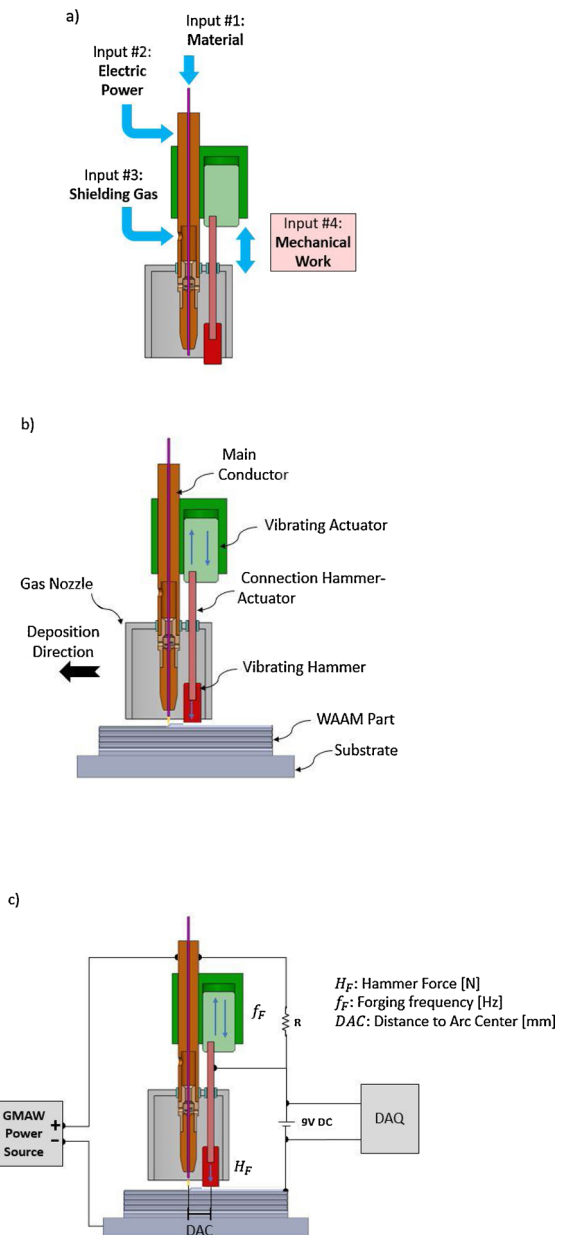 a)
Input #1:
Material
Input #2:
Electric
Power
Input #3:
Shielding Gas
Input #4:
Mechanical
Work
b)
Main
Conductor
Vibrating Actuator
Connection Hammer-
Actuator
Gas Nozzle
Deposition
Direction
Vibrating Hammer
WAAM Part
Substrate
c)
H_F: Hammer Force [N]
f_F: Forging frequency [Hz]
DAC: Distance to Arc Center [mm]
f_F
R
GMAW
Power
Source
+
−
9V DC
DAQ
H_F
DAC